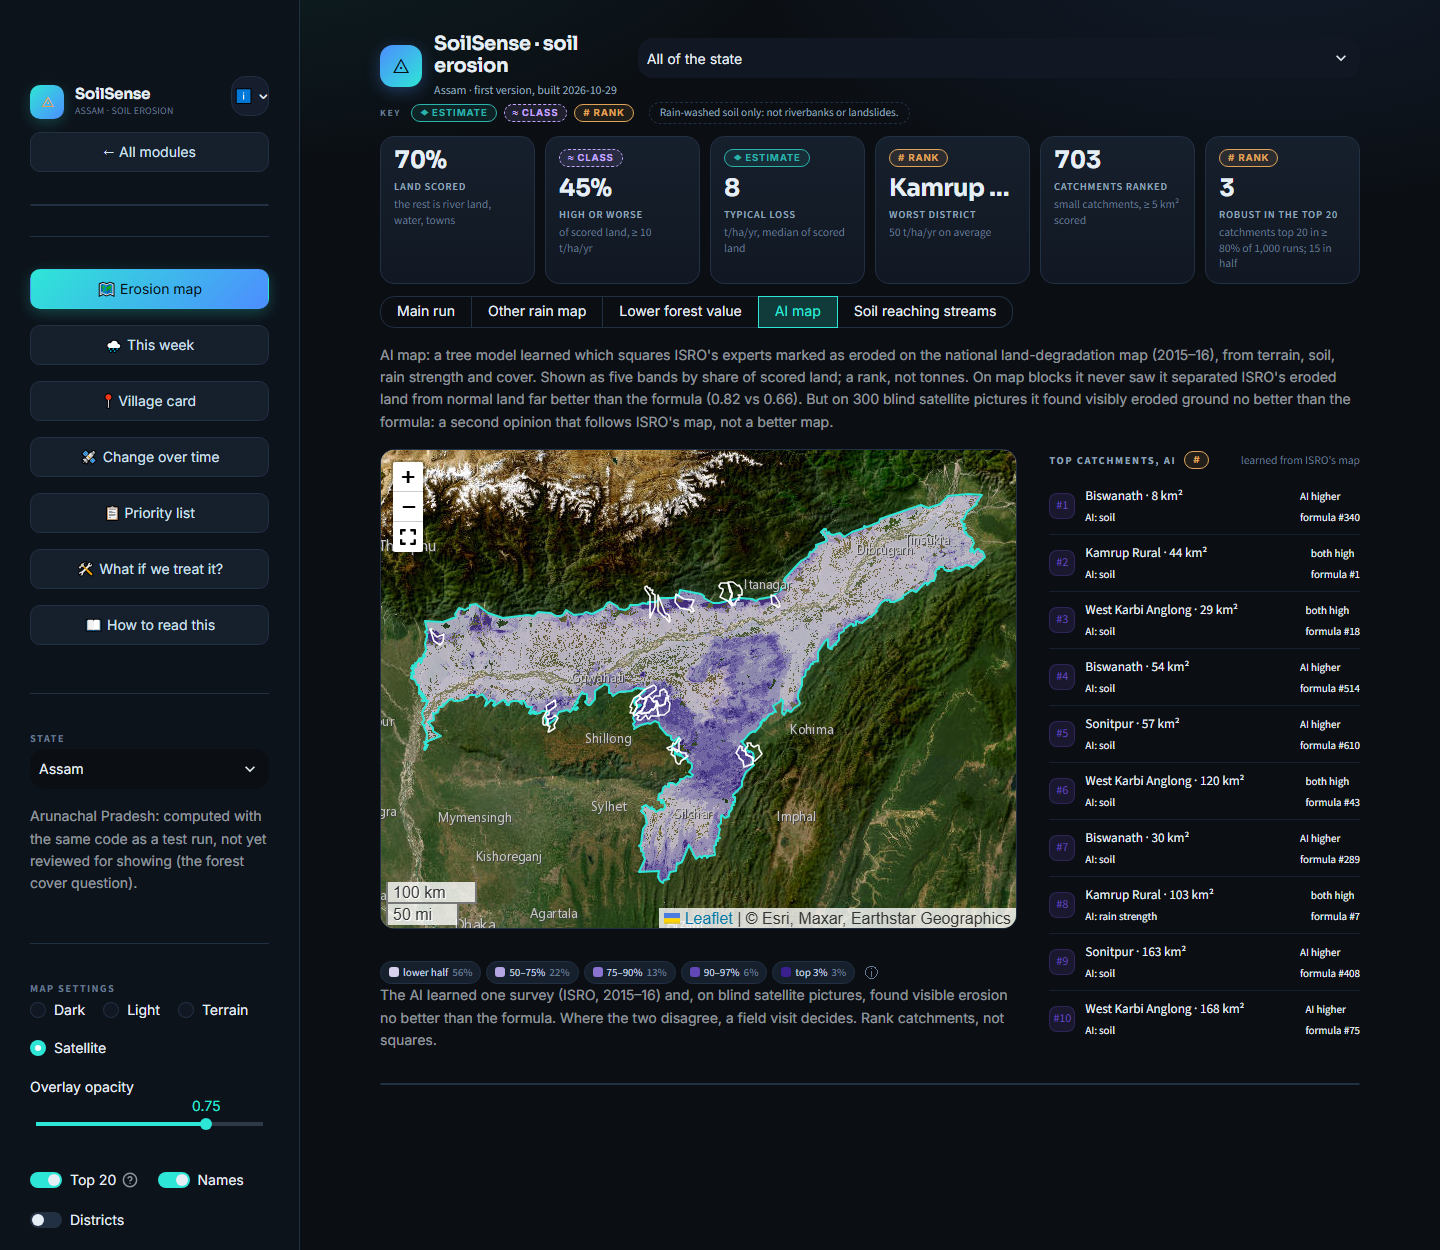 SoilSense
ASSAM · SOIL EROSION
← All modules
Erosion map
This week
Village card
Change over time
Priority list
What if we treat it?
How to read this
STATE
Assam
Arunachal Pradesh: computed with
the same code as a test run, not yet
reviewed for showing (the forest
cover question).
MAP SETTINGS
Dark
Light
Terrain
Satellite
Overlay opacity
0.75
Top 20
Names
Districts
SoilSense · soil
erosion
Assam · first version, built 2026-10-29
All of the state
KEY
◆ ESTIMATE
≈ CLASS
# RANK
Rain-washed soil only: not riverbanks or landslides.
70%
LAND SCORED
the rest is river land,
water, towns
≈ CLASS
45%
HIGH OR WORSE
of scored land, ≥ 10
t/ha/yr
◆ ESTIMATE
8
TYPICAL LOSS
t/ha/yr, median of scored
land
# RANK
Kamrup ...
WORST DISTRICT
50 t/ha/yr on average
703
CATCHMENTS RANKED
small catchments, ≥ 5 km²
scored
# RANK
3
ROBUST IN THE TOP 20
catchments top 20 in ≥
80% of 1,000 runs; 15 in
half
Main run
Other rain map
Lower forest value
AI map
Soil reaching streams
AI map: a tree model learned which squares ISRO's experts marked as eroded on the national land-degradation map (2015–16), from terrain, soil,
rain strength and cover. Shown as five bands by share of scored land; a rank, not tonnes. On map blocks it never saw it separated ISRO's eroded
land from normal land far better than the formula (0.82 vs 0.66). But on 300 blind satellite pictures it found visibly eroded ground no better than the
formula: a second opinion that follows ISRO's map, not a better map.
+
−
Tinsukia
Dibrugarh
Itanagar
Guwahati
Shillong
Kohima
Sylhet
Silchar
Imphal
Mymensingh
Kishoreganj
Agartala
Dhaka
100 km
50 mi
Leaflet | © Esri, Maxar, Earthstar Geographics
lower half 56%
50–75% 22%
75–90% 13%
90–97% 6%
top 3% 3%
The AI learned one survey (ISRO, 2015–16) and, on blind satellite pictures, found visible erosion
no better than the formula. Where the two disagree, a field visit decides. Rank catchments, not
squares.
TOP CATCHMENTS, AI # learned from ISRO's map
#1 Biswanath · 8 km² AI higher
AI: soil formula #340
#2 Kamrup Rural · 44 km² both high
AI: soil formula #1
#3 West Karbi Anglong · 29 km² both high
AI: soil formula #18
#4 Biswanath · 54 km² AI higher
AI: soil formula #514
#5 Sonitpur · 57 km² AI higher
AI: soil formula #610
#6 West Karbi Anglong · 120 km² both high
AI: soil formula #43
#7 Biswanath · 30 km² AI higher
AI: soil formula #289
#8 Kamrup Rural · 103 km² both high
AI: rain strength formula #7
#9 Sonitpur · 163 km² AI higher
AI: soil formula #408
#10 West Karbi Anglong · 168 km² AI higher
AI: soil formula #75